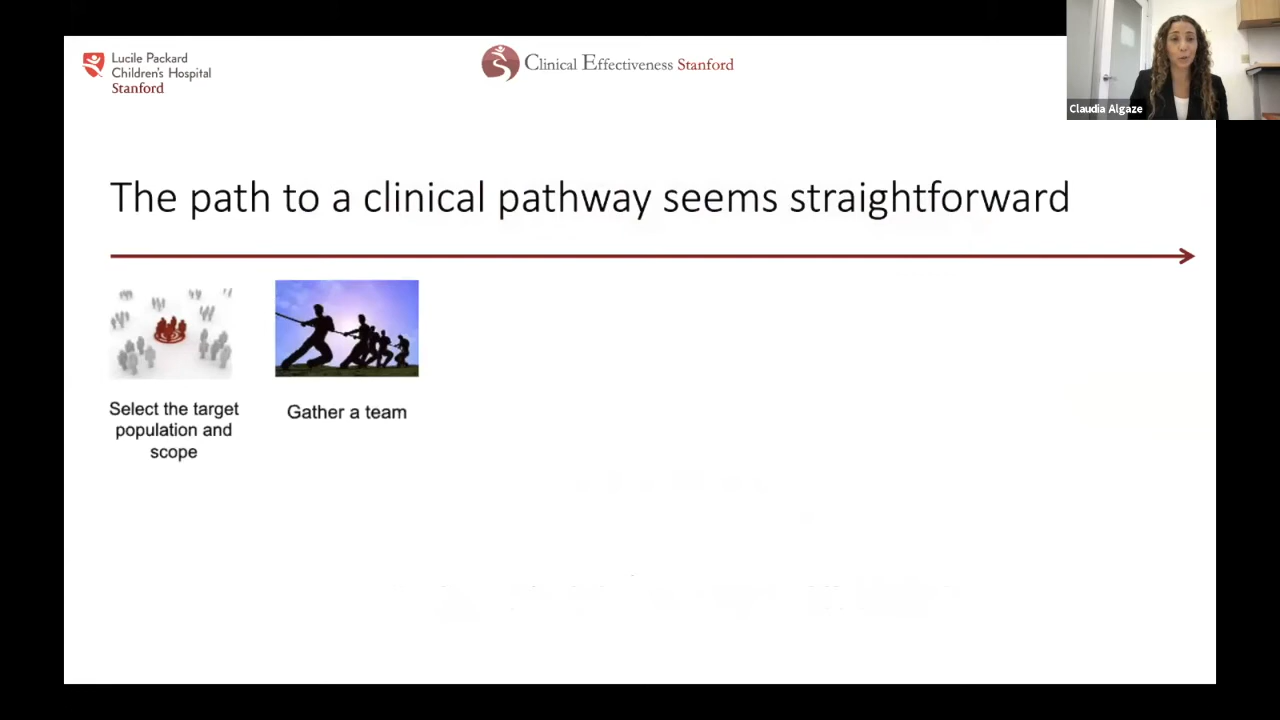 Lucile Packard
Children's Hospital
Stanford
Clinical Effectiveness Stanford
Claudia Algaze
The path to a clinical pathway seems straightforward
Select the target
population and
scope
Gather a team